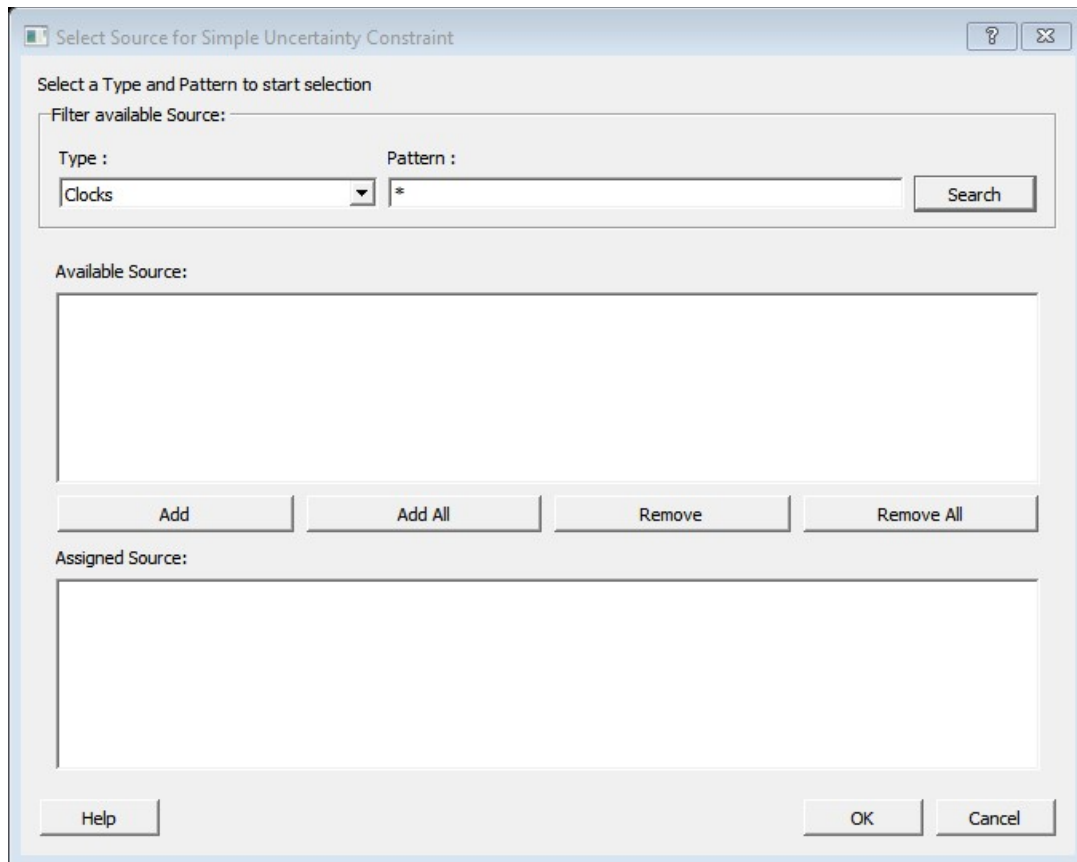 Select Source for Simple Uncertainty Constraint
Select a Type and Pattern to start selection
Filter available Source:
Type : Pattern :
Clocks * Search
Available Source:
Add Add All Remove Remove All
Assigned Source:
Help OK Cancel